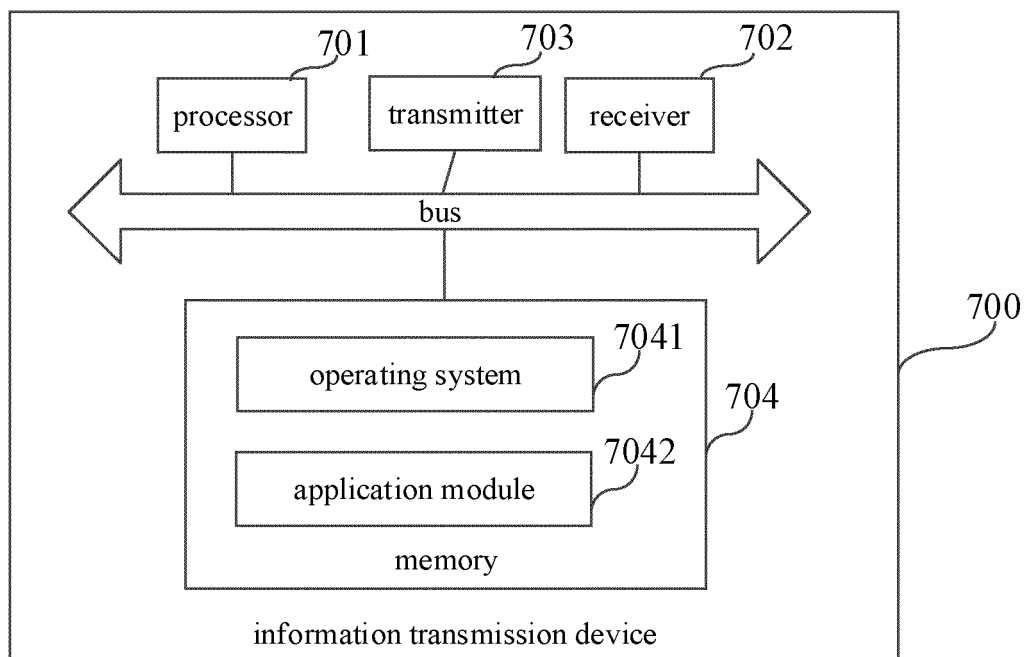 701
703
702
processor
transmitter
receiver
bus
700
7041
operating system
704
7042
application module
memory
information transmission device